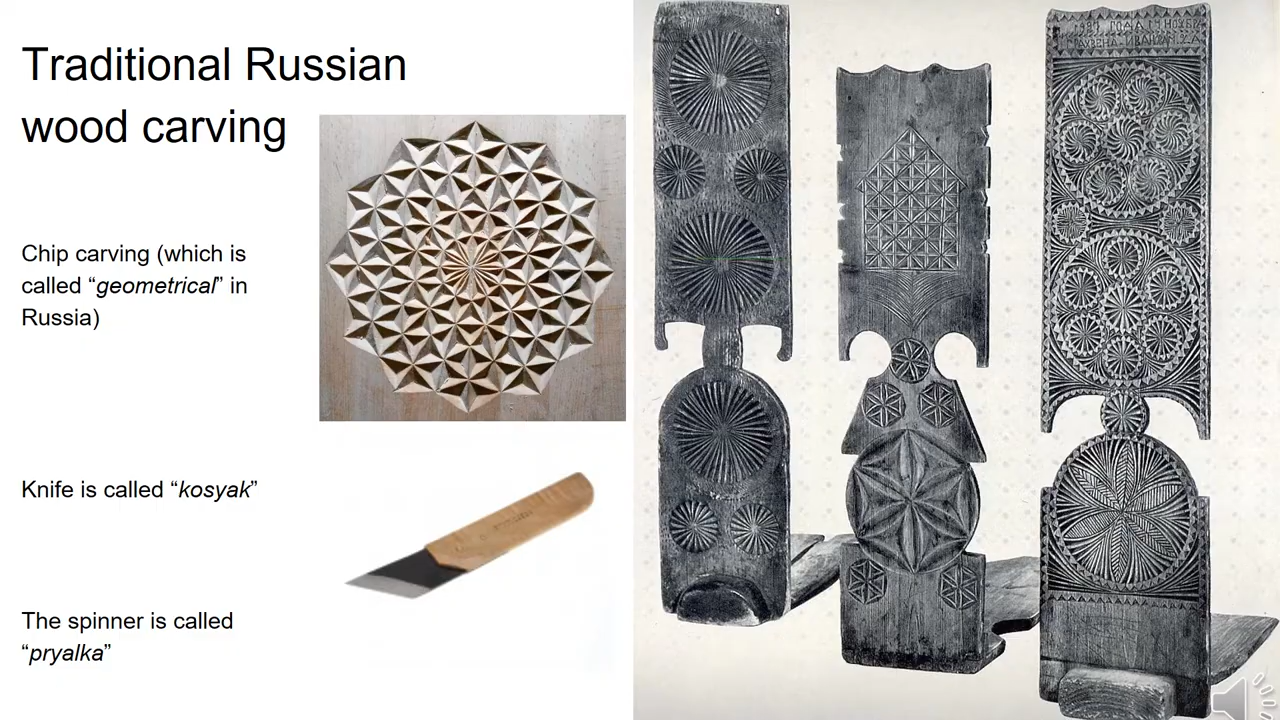 Traditional Russian
wood carving
Chip carving (which is
called “geometrical” in
Russia)
Knife is called “kosyak”
The spinner is called
“pryalka”
ГОДА